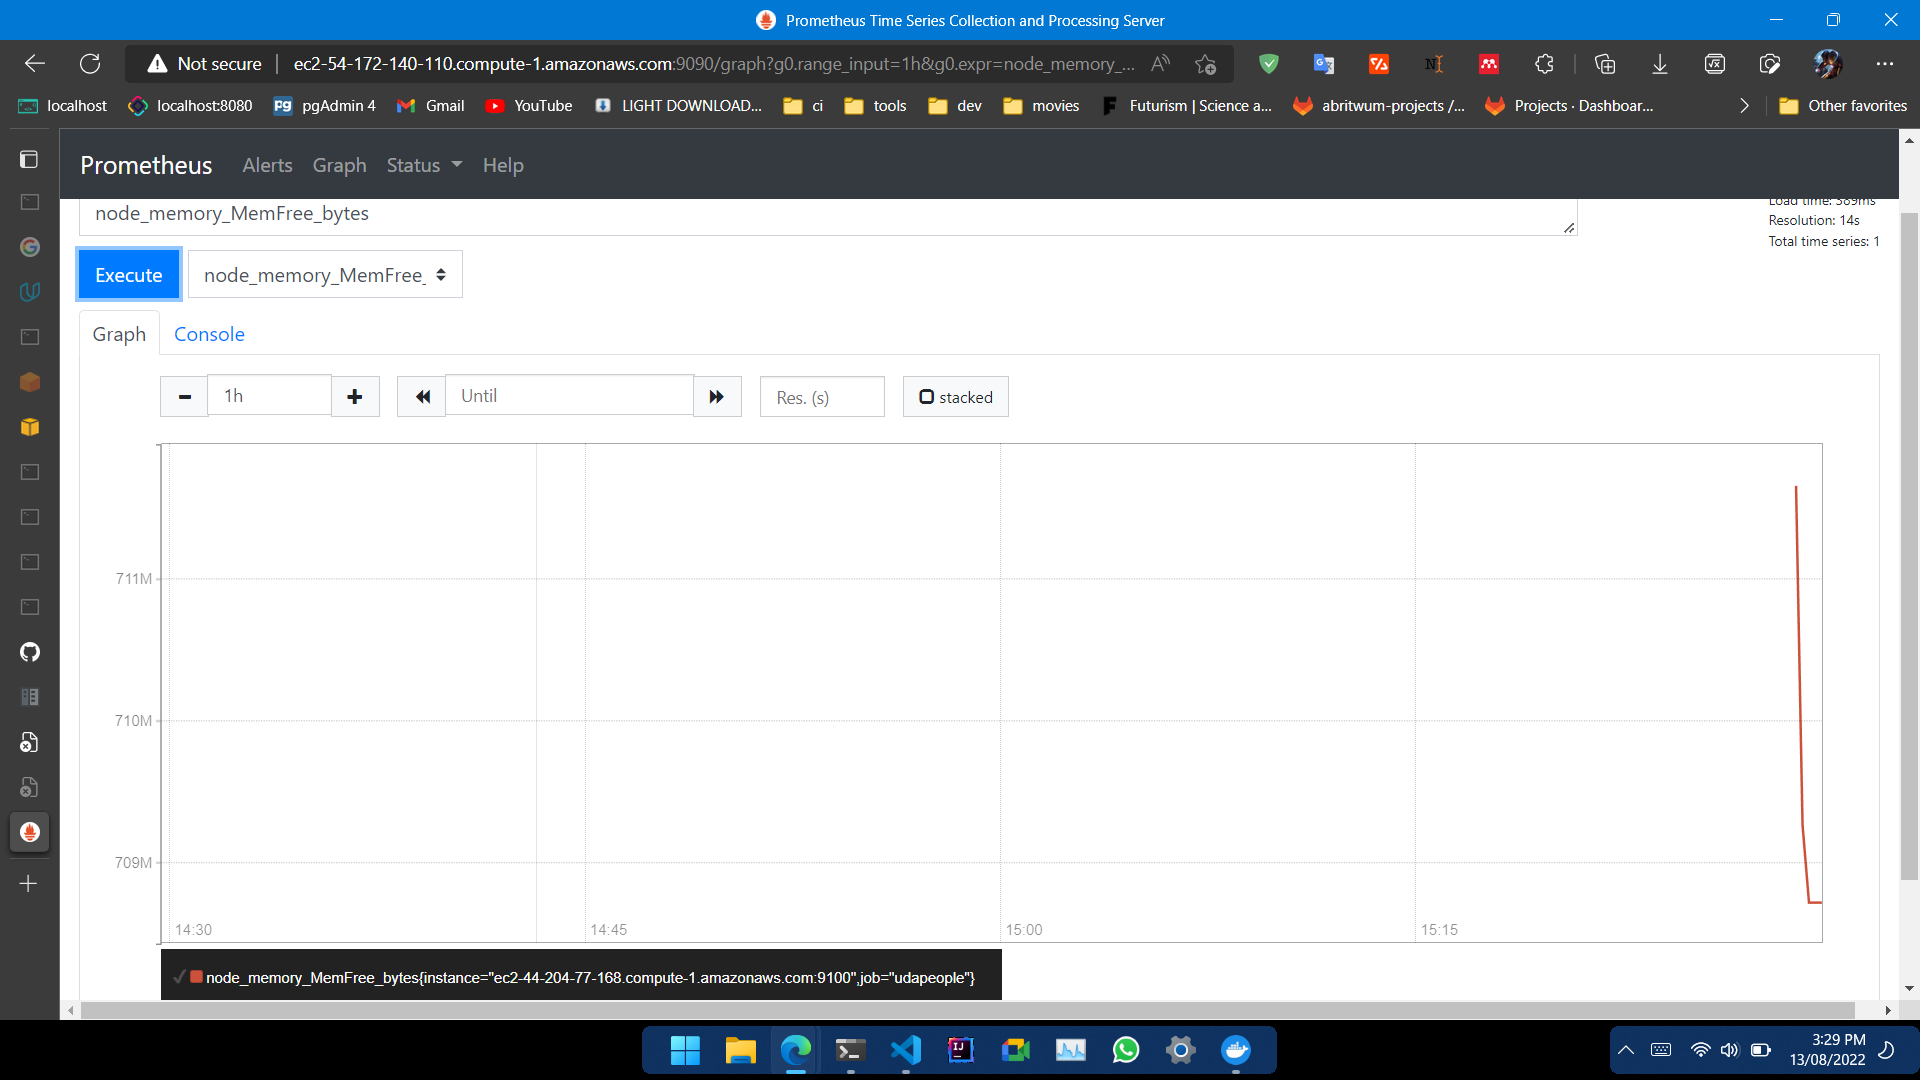 Prometheus Time Series Collection and Processing Server
Not secure
ec2-54-172-140-110.compute-1.amazonaws.com:9090/graph?g0.range_input=1h&g0.expr=node_memory_...
localhost
localhost:8080
pgAdmin 4
Gmail
YouTube
LIGHT DOWNLOAD...
ci
tools
dev
movies
Futurism | Science a...
abritwum-projects /...
Projects · Dashboar...
Other favorites
Prometheus
Alerts
Graph
Status
Help
node_memory_MemFree_bytes
Load time: 389ms
Resolution: 14s
Total time series: 1
Execute
node_memory_MemFree_
Graph
Console
1h
Until
Res. (s)
stacked
711M
710M
709M
14:30
14:45
15:00
15:15
node_memory_MemFree_bytes{instance="ec2-44-204-77-168.compute-1.amazonaws.com:9100",job="udapeople"}
3:29 PM
13/08/2022